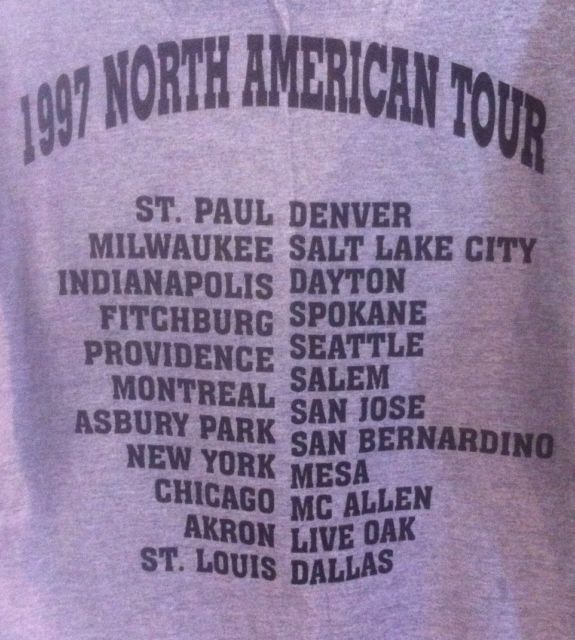 1997 NORTH AMERICAN TOUR
ST. PAUL
MILWAUKEE
INDIANAPOLIS
FITCHBURG
PROVIDENCE
MONTREAL
ASBURY PARK
NEW YORK
CHICAGO
AKRON
ST. LOUIS
DENVER
SALT LAKE CITY
DAYTON
SPOKANE
SEATTLE
SALEM
SAN JOSE
SAN BERNARDINO
MESA
MC ALLEN
LIVE OAK
DALLAS